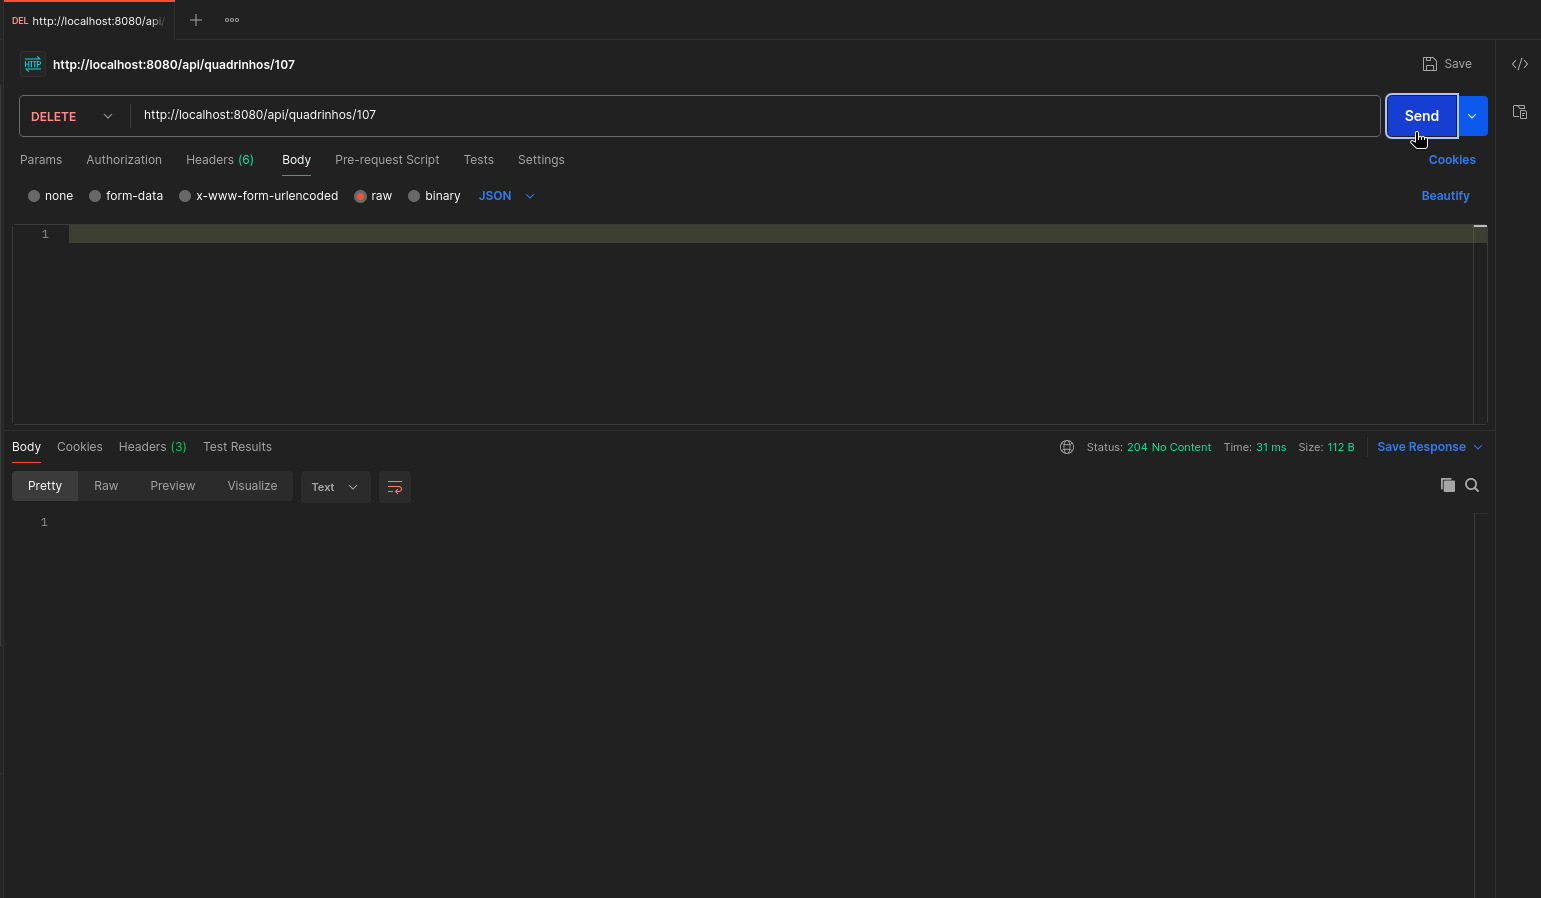 DEL http://localhost:8080/api/
HTTP http://localhost:8080/api/quadrinhos/107 Save
DELETE http://localhost:8080/api/quadrinhos/107 Send
Params Authorization Headers (6) Body Pre-request Script Tests Settings Cookies
none form-data x-www-form-urlencoded raw binary JSON Beautify
1
Body Cookies Headers (3) Test Results Status: 204 No Content Time: 31 ms Size: 112 B Save Response
Pretty Raw Preview Visualize Text
1